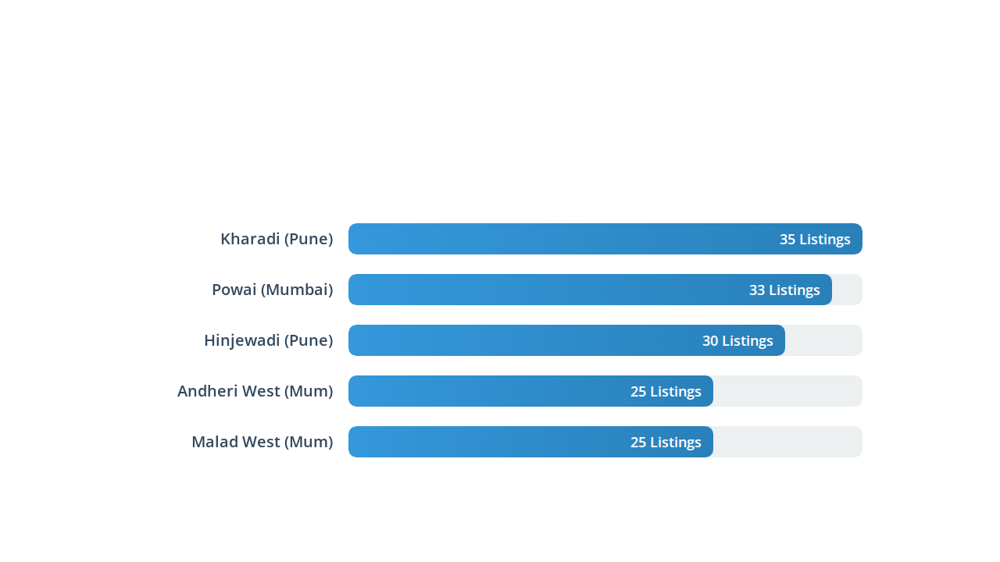 Kharadi (Pune) 35 Listings
Powai (Mumbai) 33 Listings
Hinjewadi (Pune) 30 Listings
Andheri West (Mum) 25 Listings
Malad West (Mum) 25 Listings